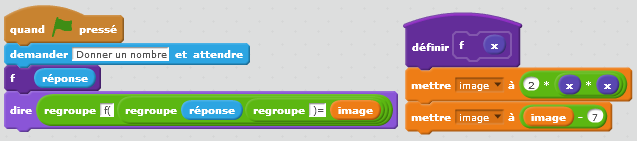 quand pressé
demander Donner un nombre et attendre
f réponse
dire regroupe f( regroupe réponse regroupe )= image
définir f x
mettre image à 2 * x * x
mettre image à image - 7